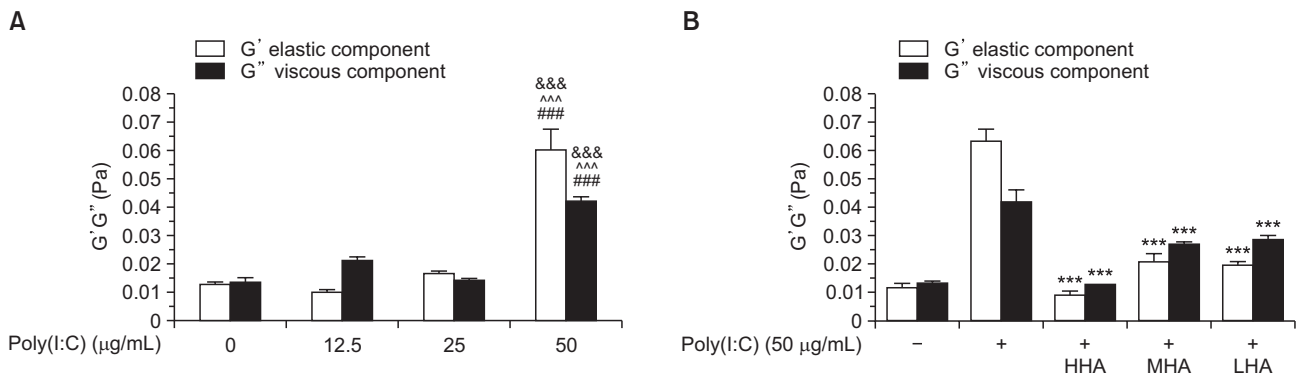 A
G' elastic component
G" viscous component
0.08
0.07
0.06
0.05
0.04
0.03
0.02
0.01
0
G' G" (Pa)
&&&
^^^
###
&&&
^^^
###
Poly(I:C) (μg/mL) 0 12.5 25 50
B
G' elastic component
G" viscous component
0.08
0.07
0.06
0.05
0.04
0.03
0.02
0.01
0
G' G" (Pa)
*** *** *** *** *** ***
Poly(I:C) (50 μg/mL) − + + + +
HHA MHA LHA